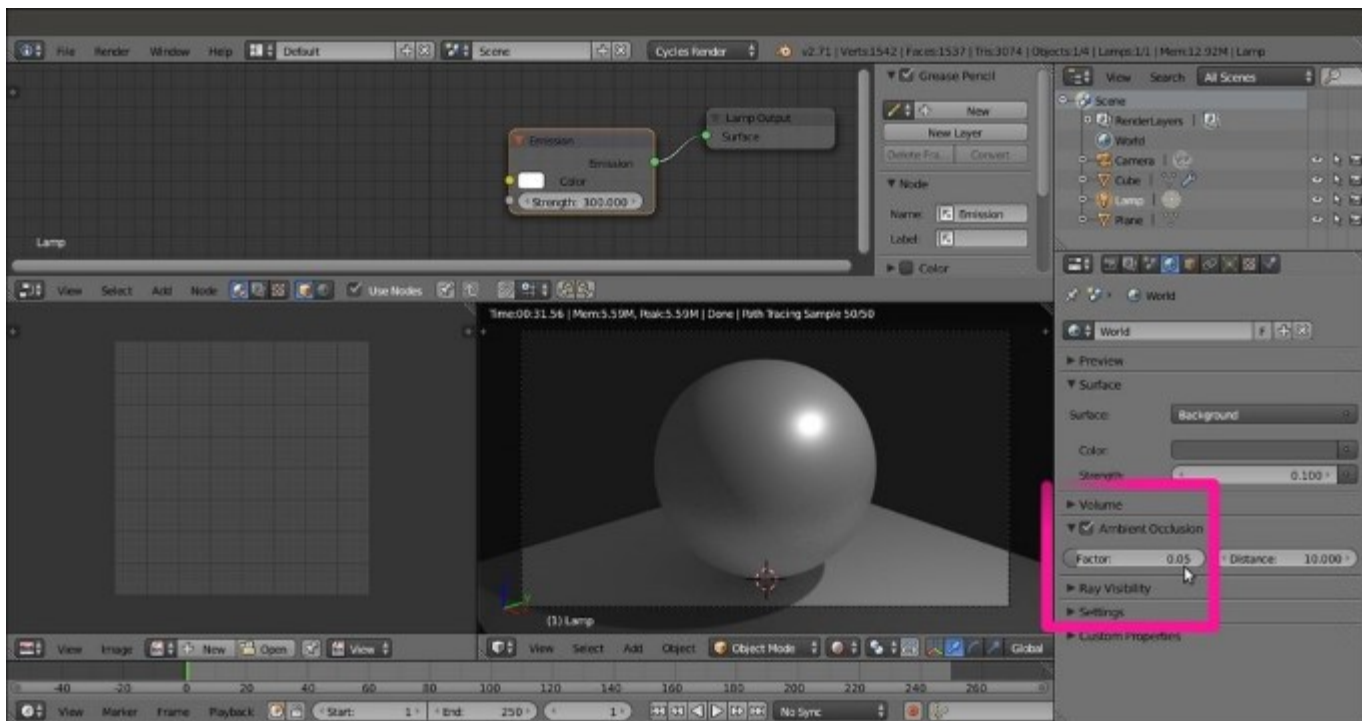 File Render Window Help Default Scene Cycles Render v2.71 | Verts:1542 | Faces:1537 | Tris:3074 | Objects:1/4 | Lamps:1/1 | Mem:12.92M | Lamp
Emission
Emission
Color
Strength: 300.000
Lamp Output
Surface
Lamp
Grease Pencil
New
New Layer
Delete Fra... Convert
Node
Name: Emission
Label:
Color
View Search All Scenes
Scene
RenderLayers |
World
Camera |
Cube |
Lamp |
Plane |
View Select Add Node Use Nodes
World
World F
Preview
Surface
Surface: Background
Color:
Strength: 0.100
Volume
Ambient Occlusion
Factor: 0.05 Distance: 10.000
Ray Visibility
Settings
Custom Properties
Time:00:31.56 | Mem:5.59M, Peak:5.59M | Done | Path Tracing Sample 50/50
(1) Lamp
View Image New Open View
View Select Add Object Object Mode Global
-40 -20 0 20 40 60 80 100 120 140 160 180 200 220 240 260
View Marker Frame Playback Start: 1 End: 250 1 No Sync